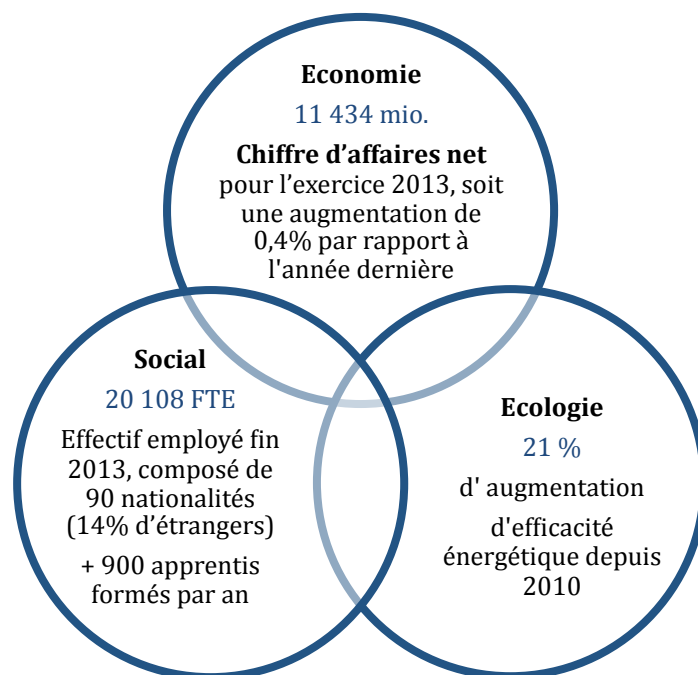 Economie
11 434 mio.
Chiffre d'affaires net
pour l'exercice 2013, soit
une augmentation de
0,4% par rapport à
l'année dernière
Social
20 108 FTE
Effectif employé fin
2013, composé de
90 nationalités
(14% d'étrangers)
+ 900 apprentis
formés par an
Ecologie
21 %
d' augmentation
d'efficacité
énergétique depuis
2010